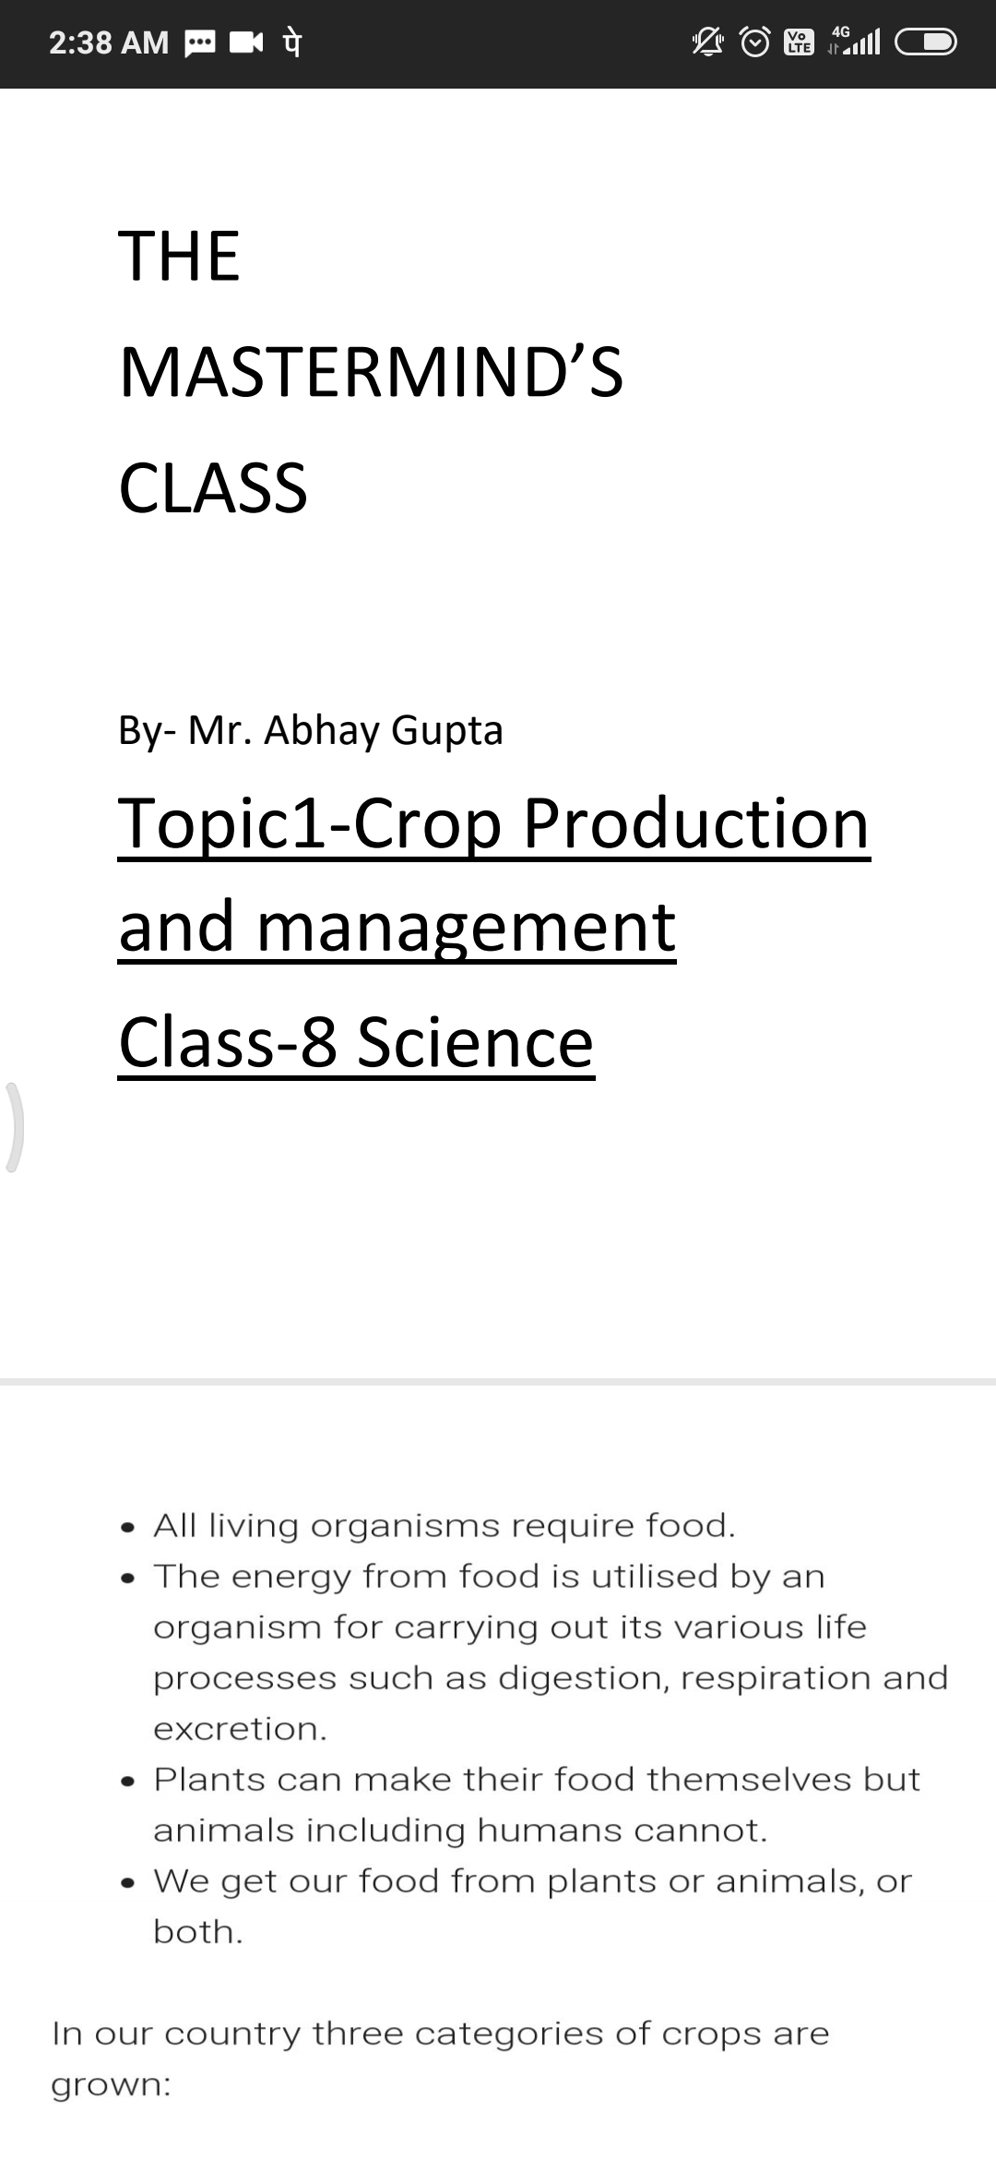 2:38 AM पे Vo LTE 4G
THE
MASTERMIND’S
CLASS
By- Mr. Abhay Gupta
Topic1-Crop Production
and management
Class-8 Science
• All living organisms require food.
• The energy from food is utilised by an
organism for carrying out its various life
processes such as digestion, respiration and
excretion.
• Plants can make their food themselves but
animals including humans cannot.
• We get our food from plants or animals, or
both.
In our country three categories of crops are
grown: